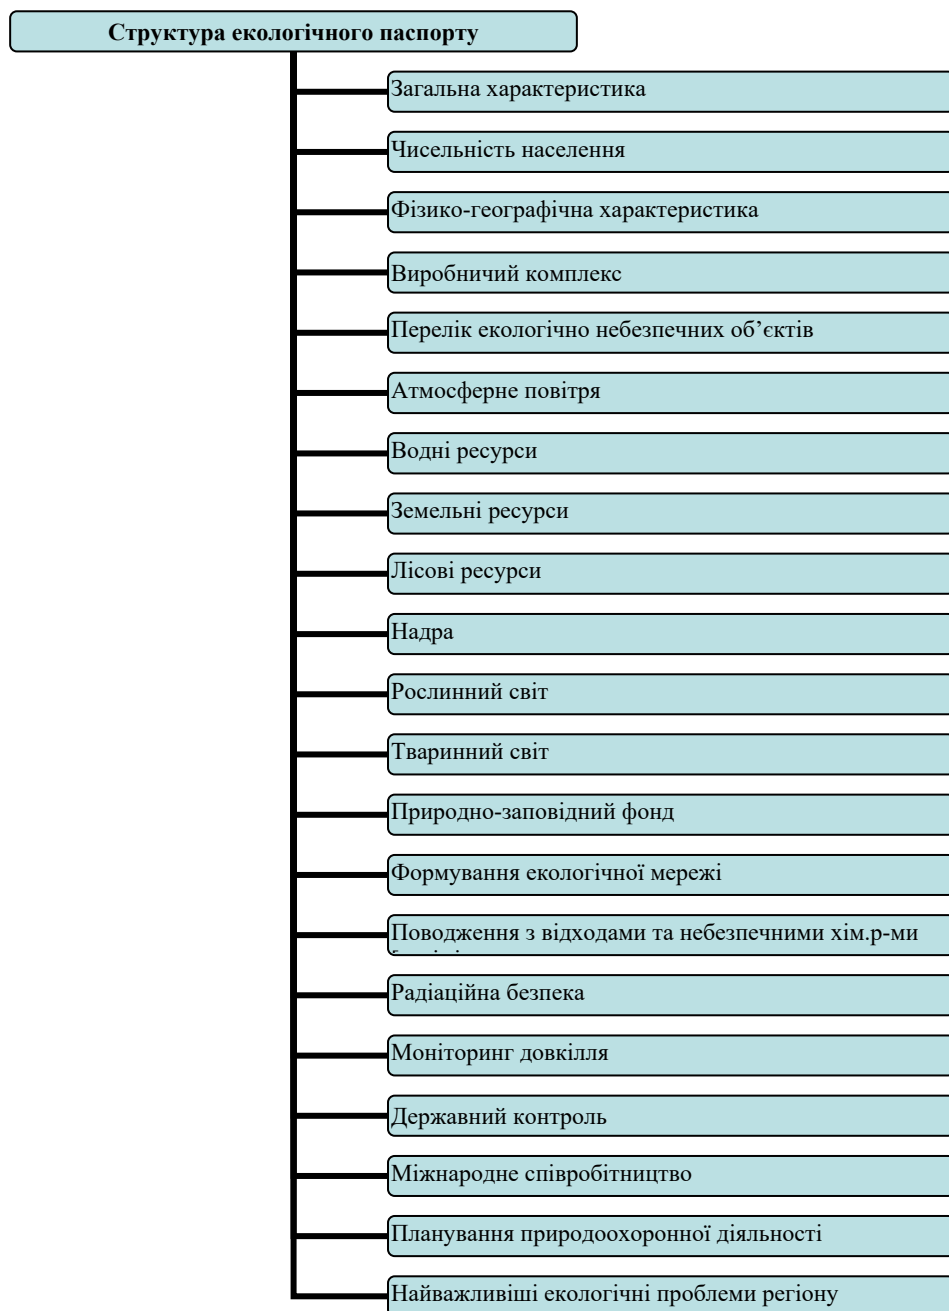 Структура екологічного паспорту
Загальна характеристика
Чисельність населення
Фізико-географічна характеристика
Виробничий комплекс
Перелік екологічно небезпечних об’єктів
Атмосферне повітря
Водні ресурси
Земельні ресурси
Лісові ресурси
Надра
Рослинний світ
Тваринний світ
Природно-заповідний фонд
Формування екологічної мережі
Поводження з відходами та небезпечними хім.р-ми
Радіаційна безпека
Моніторинг довкілля
Державний контроль
Міжнародне співробітництво
Планування природоохоронної діяльності
Найважливіші екологічні проблеми регіону